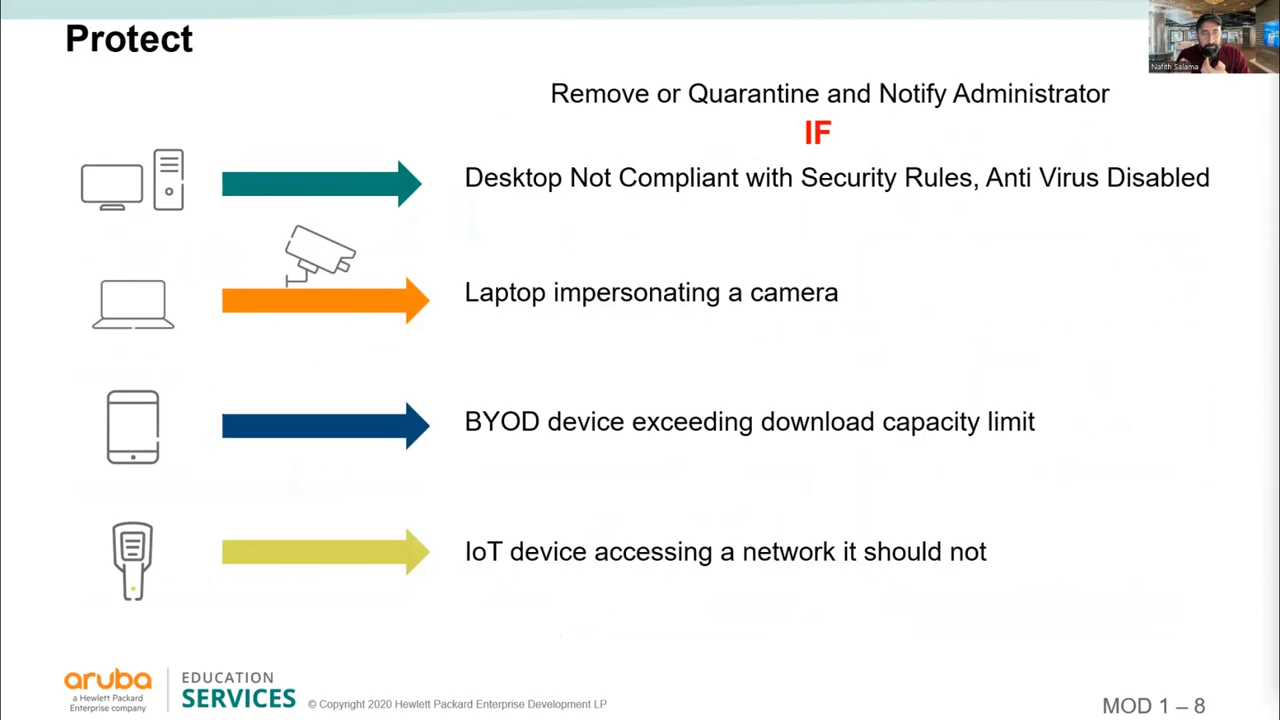 Protect
Nafith Salama
Remove or Quarantine and Notify Administrator
IF
Desktop Not Compliant with Security Rules, Anti Virus Disabled
Laptop impersonating a camera
BYOD device exceeding download capacity limit
IoT device accessing a network it should not
aruba
a Hewlett Packard
Enterprise company
EDUCATION
SERVICES
© Copyright 2020 Hewlett Packard Enterprise Development LP
MOD 1 – 8